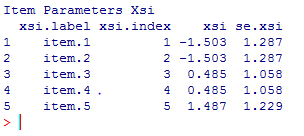 Item Parameters Xsi
xsi.label xsi.index xsi se.xsi
1 item.1 1 -1.503 1.287
2 item.2 2 -1.503 1.287
3 item.3 3 0.485 1.058
4 item.4 4 0.485 1.058
5 item.5 5 1.487 1.229
>